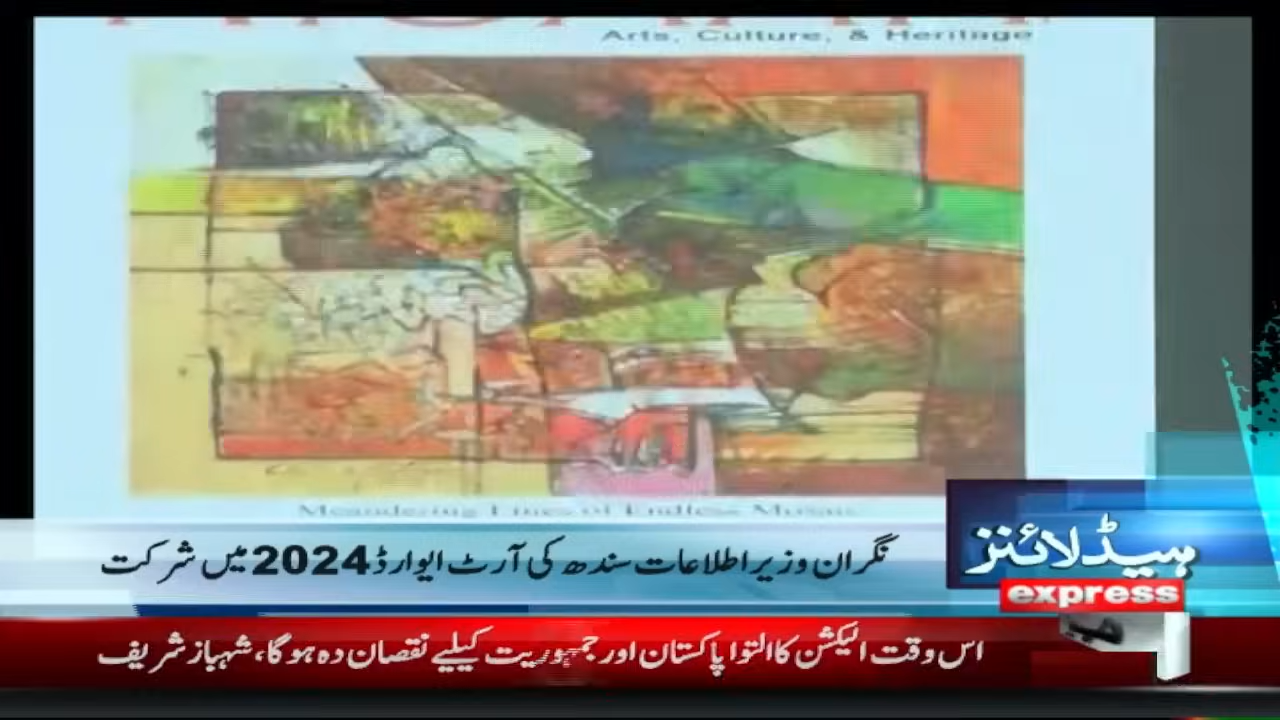 Arts, Culture, & Heritage
Meandering Lines of Endless Music
نگران وزیر اطلاعات سندھ کی آرٹ ایوارڈ 2024 میں شرکت
ہیڈلائنز
express
اس وقت الیکشن کا التوا پاکستان اور جمہوریت کیلیے نقصان دہ ہوگا، شہباز شریف